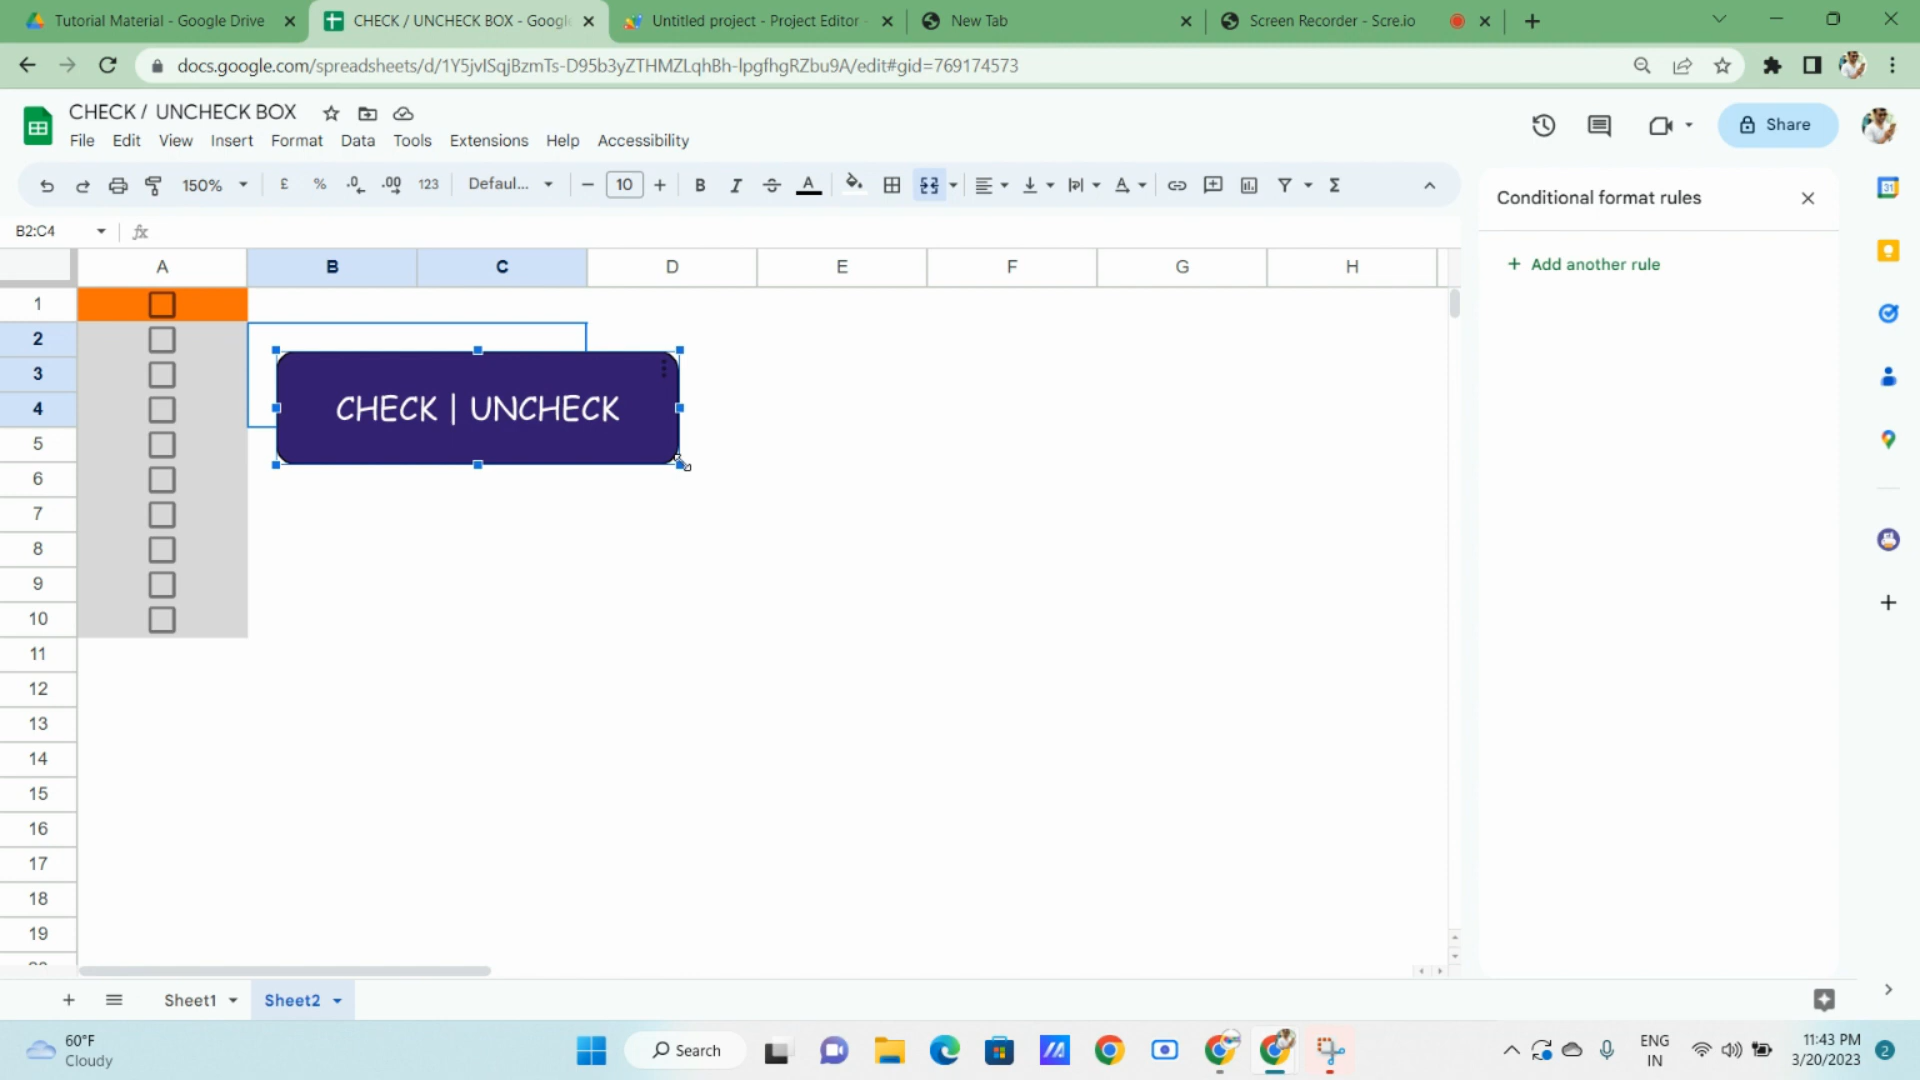 Tutorial Material - Google Drive
CHECK / UNCHECK BOX - Google
Untitled project - Project Editor -
New Tab
Screen Recorder - Scre.io
docs.google.com/spreadsheets/d/1Y5jvISqjBzmTs-D95b3yZTHMZLqhBh-lpgfhgRZbu9A/edit#gid=769174573
CHECK / UNCHECK BOX
File Edit View Insert Format Data Tools Extensions Help Accessibility
Share
150% £ % .0 .00 123 Defaul... 10 B I A
Conditional format rules
B2:C4
fx
Add another rule
A B C D E F G H
1
2
3
4
CHECK | UNCHECK
5
6
7
8
9
10
11
12
13
14
15
16
17
18
19
Sheet1
Sheet2
60°F
Cloudy
Search
ENG
IN
11:43 PM
3/20/2023
2
31